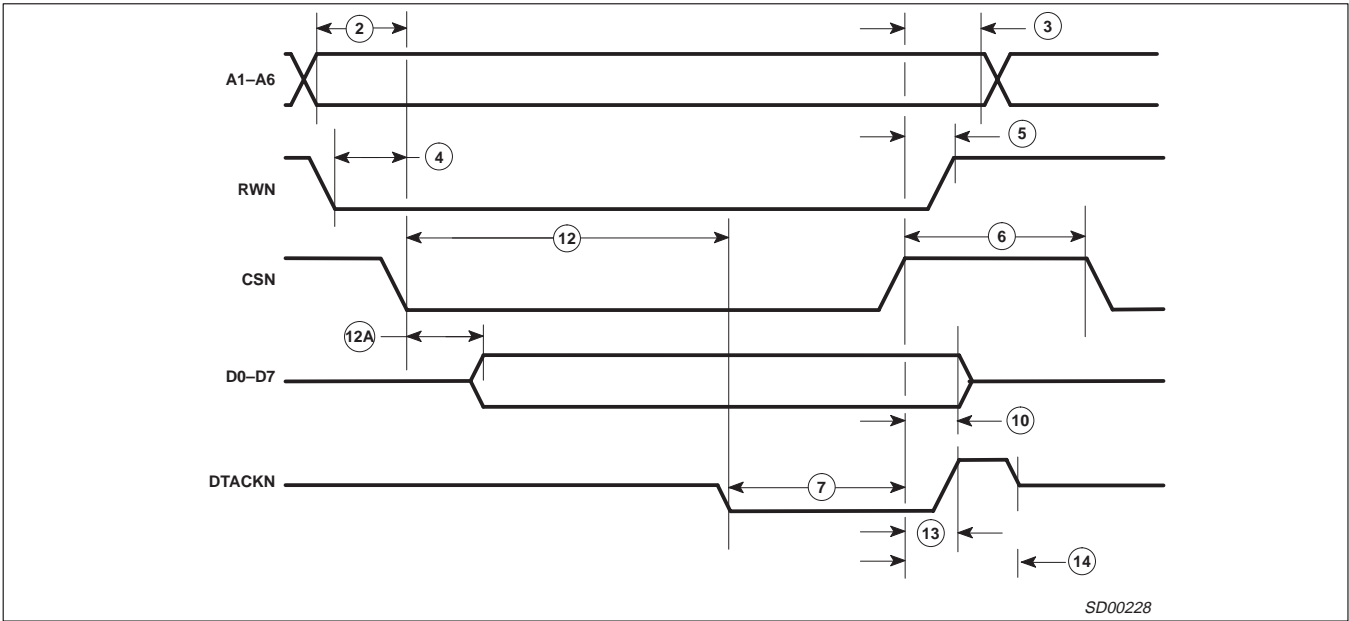 2
3
A1–A6
5
4
RWN
12
6
CSN
12A
D0–D7
10
DTACKN
7
13
14
SD00228